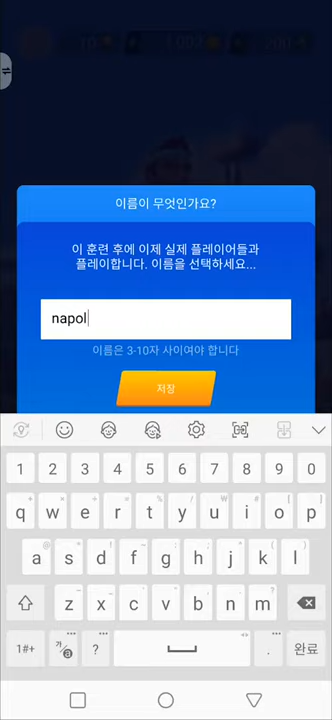 이름이 무엇인가요?
이 훈련 후에 이제 실제 플레이어들과
플레이합니다. 이름을 선택하세요...
napol
이름은 3-10자 사이여야 합니다
저장
1 2 3 4 5 6 7 8 9 0
q w e r t y u i o p
a s d f g h j k l
z x c v b n m
1#+ 가/a ? . 완료